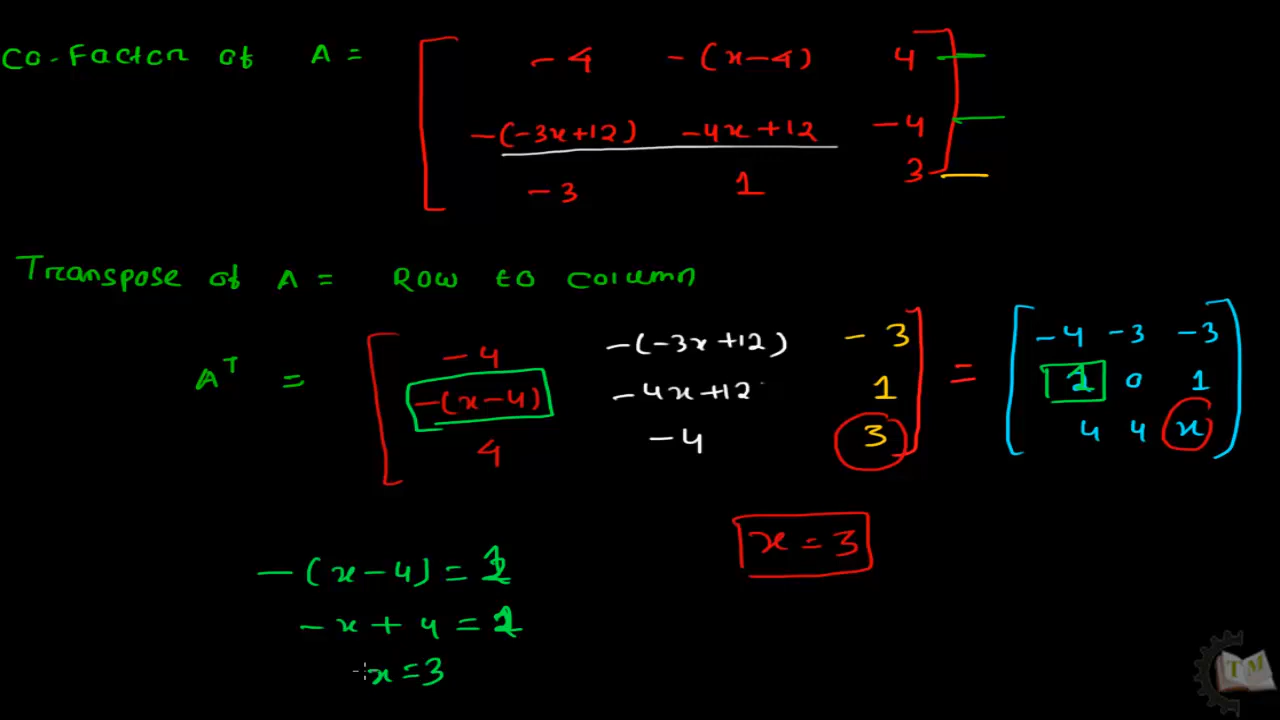 Co-Factor of A = [ -4 -(x-4) 4
-(-3x+12) -4x+12 -4
-3 1 3 ]
Transpose of A = Row to column
A^T = [ -4 -(-3x+12) -3
-(x-4) -4x+12 1
4 -4 3 ] = [ -4 -3 -3
1 0 1
4 4 x ]
x = 3
-(x-4) = 1
-x + 4 = 1
-x = 3
TM